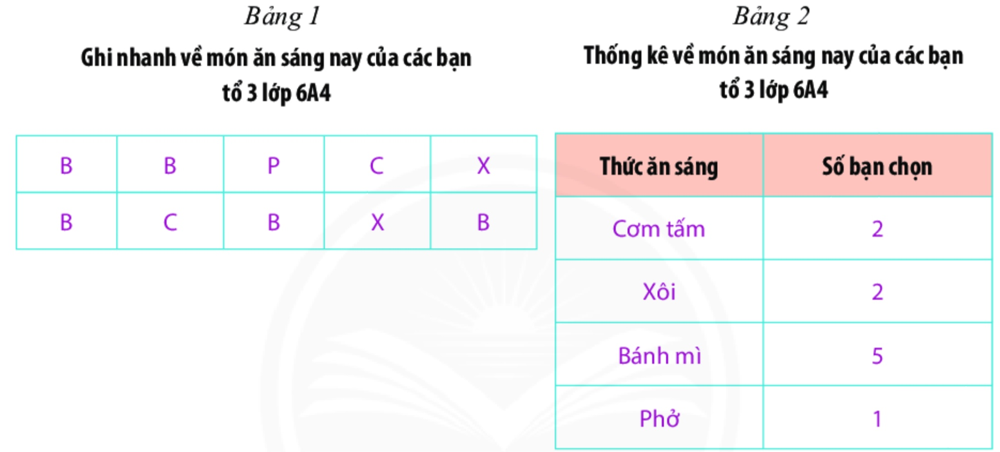 Bảng 1
Ghi nhanh về món ăn sáng nay của các bạn
tổ 3 lớp 6A4
B B P C X
B C B X B
Bảng 2
Thống kê về món ăn sáng nay của các bạn
tổ 3 lớp 6A4
Thức ăn sáng Số bạn chọn
Cơm tấm 2
Xôi 2
Bánh mì 5
Phở 1